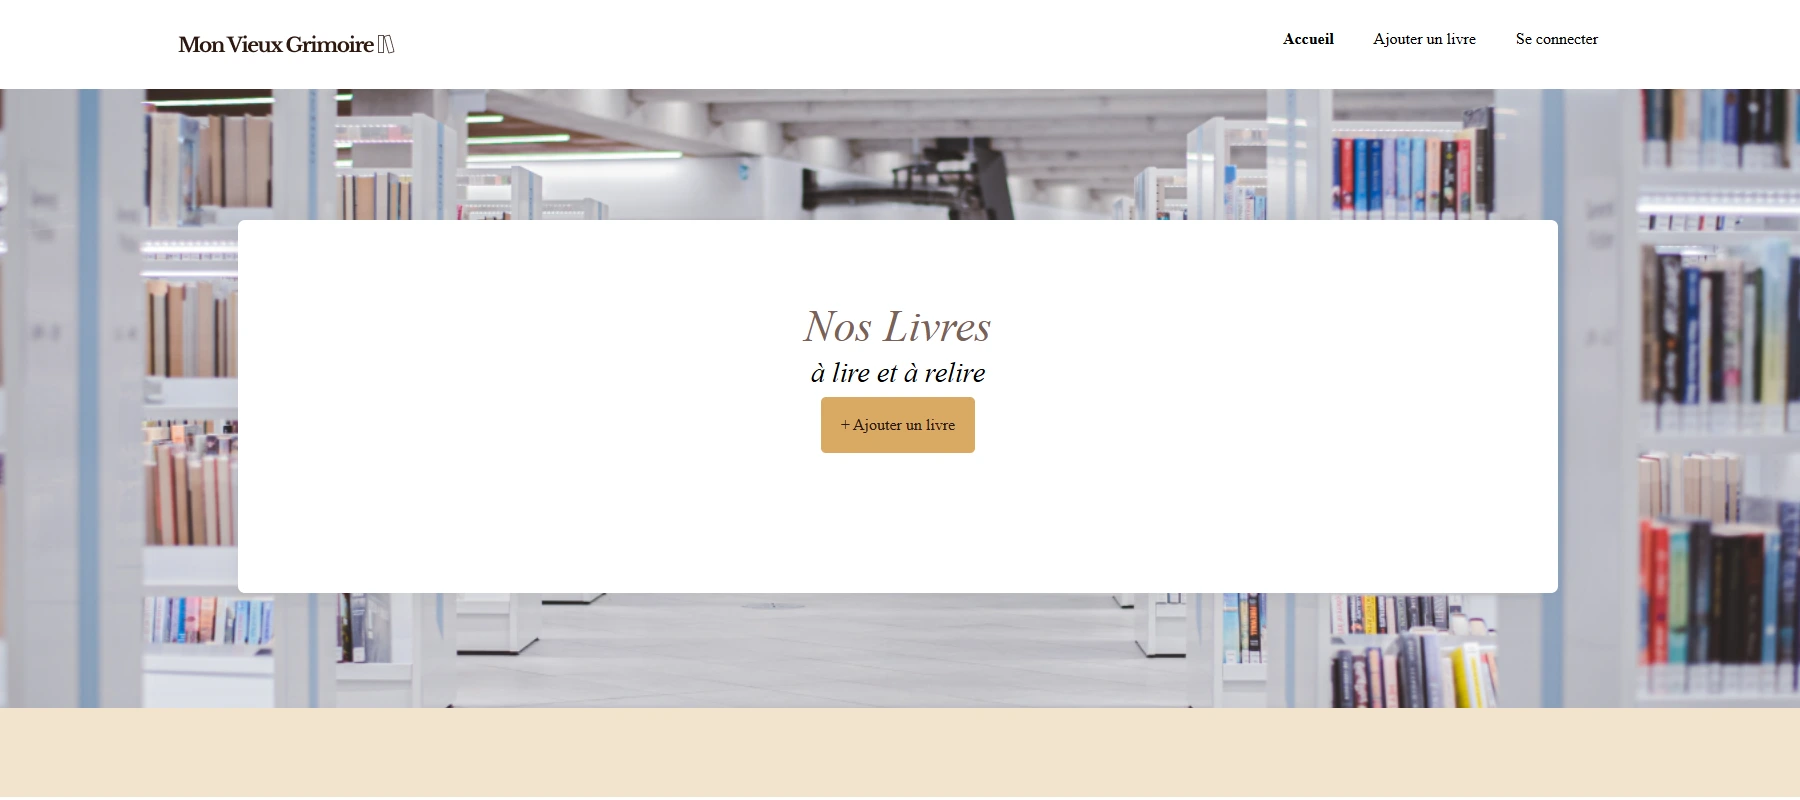 Mon Vieux Grimoire
Accueil
Ajouter un livre
Se connecter
Nos Livres
à lire et à relire
+ Ajouter un livre